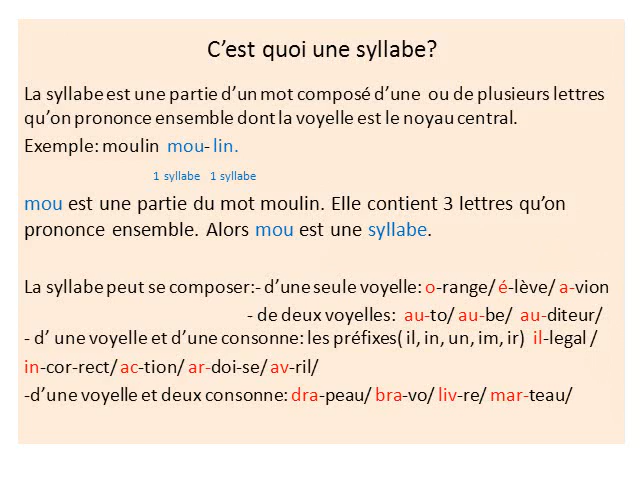 C’est quoi une syllabe?
La syllabe est une partie d’un mot composé d’une ou de plusieurs lettres
qu’on prononce ensemble dont la voyelle est le noyau central.
Exemple: moulin mou- lin.
1 syllabe 1 syllabe
mou est une partie du mot moulin. Elle contient 3 lettres qu’on
prononce ensemble. Alors mou est une syllabe.
La syllabe peut se composer:- d’une seule voyelle: o-range/ é-lève/ a-vion
- de deux voyelles: au-to/ au-be/ au-diteur/
- d’ une voyelle et d’une consonne: les préfixes( il, in, un, im, ir) il-legal /
in-cor-rect/ ac-tion/ ar-doi-se/ av-ril/
-d’une voyelle et deux consonne: dra-peau/ bra-vo/ liv-re/ mar-teau/